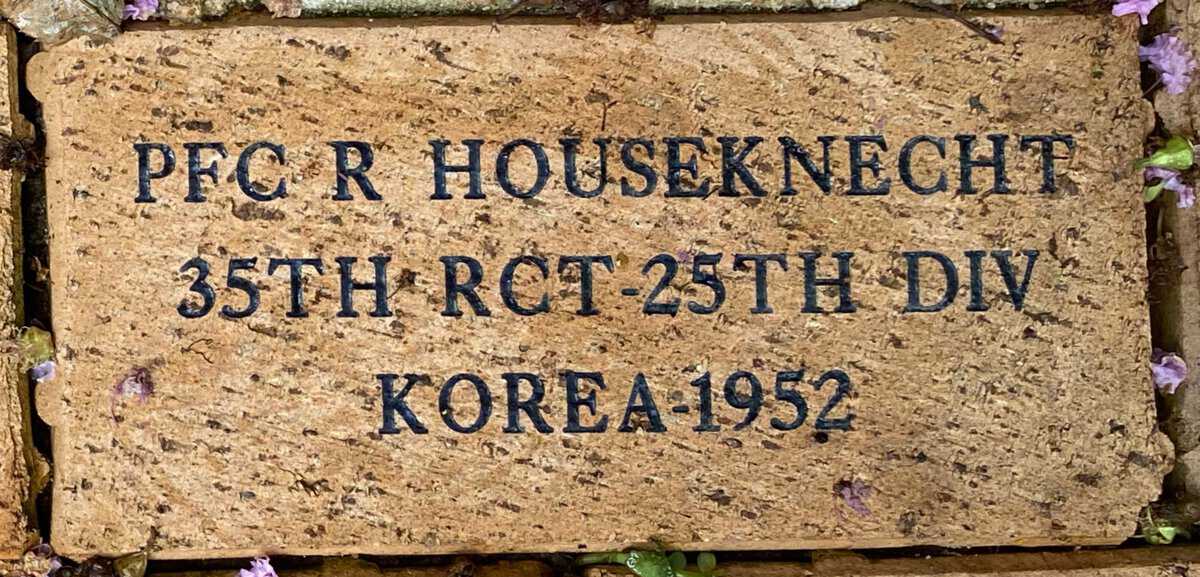 PFC R HOUSEKNECHT
35TH RCT-25TH DIV
KOREA-1952